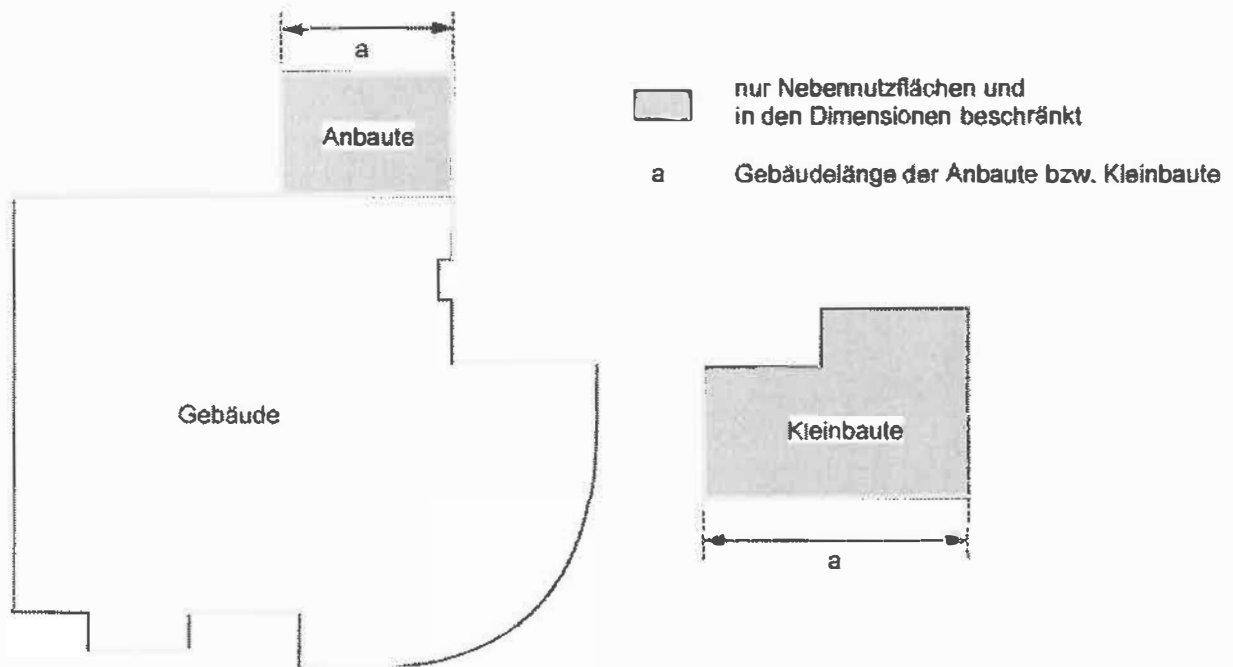 a
Anbaute
nur Nebennutzflächen und
in den Dimensionen beschränkt
a Gebäudelänge der Anbaute bzw. Kleinbaute
Gebäude
Kleinbaute
a